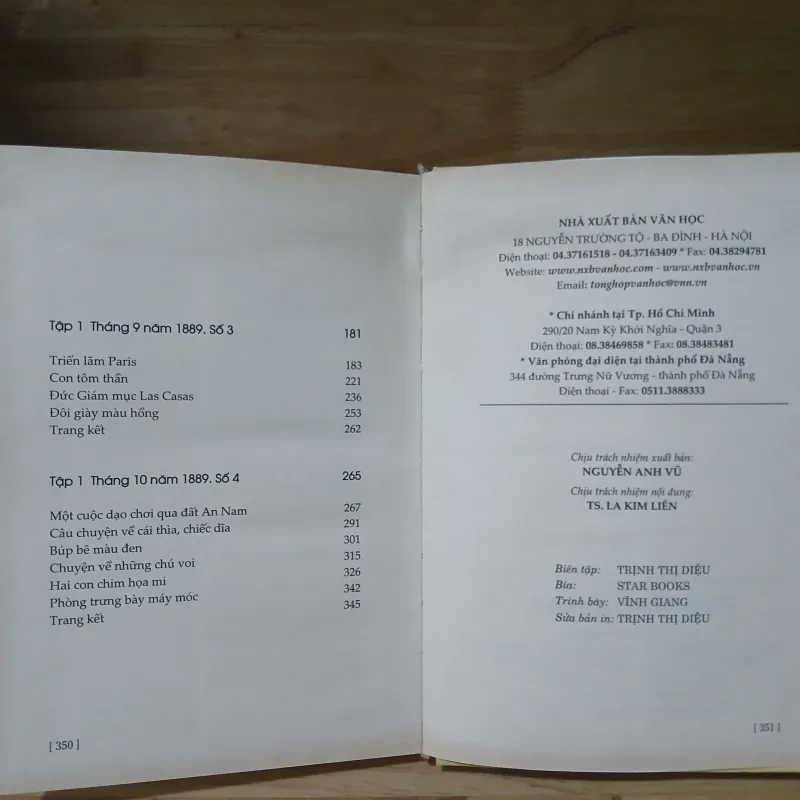 Tập 1 Tháng 9 năm 1889. Số 3 181
Triển lãm Paris 183
Con tôm thần 221
Đức Giám mục Las Casas 236
Đôi giày màu hồng 253
Trang kết 262
Tập 1 Tháng 10 năm 1889. Số 4 265
Một cuộc dạo chơi qua đất An Nam 267
Câu chuyện về cái thìa, chiếc dĩa 291
Búp bê màu đen 301
Chuyện về những chú voi 315
Hai con chim họa mi 326
Phòng trưng bày máy móc 342
Trang kết 345
[ 350 ]
NHÀ XUẤT BẢN VĂN HỌC
18 NGUYỄN TRƯỜNG TỘ - BA ĐÌNH - HÀ NỘI
Điện thoại: 04.37161518 - 04.37163409 * Fax: 04.38294781
Website: www.nxbvanhoc.com - www.nxbvanhoc.vn
Email: tonghopvanhoc@vnn.vn
* Chi nhánh tại Tp. Hồ Chí Minh
290/20 Nam Kỳ Khởi Nghĩa - Quận 3
Điện thoại: 08.38469858 * Fax: 08.38483481
* Văn phòng đại diện tại thành phố Đà Nẵng
344 đường Trưng Nữ Vương - thành phố Đà Nẵng
Điện thoại - Fax: 0511.3888333
Chịu trách nhiệm xuất bản:
NGUYỄN ANH VŨ
Chịu trách nhiệm nội dung:
TS. LA KIM LIÊN
Biên tập: TRỊNH THỊ DIỆU
Bìa: STAR BOOKS
Trình bày: VĨNH GIANG
Sửa bản in: TRỊNH THỊ DIỆU
[ 351 ]